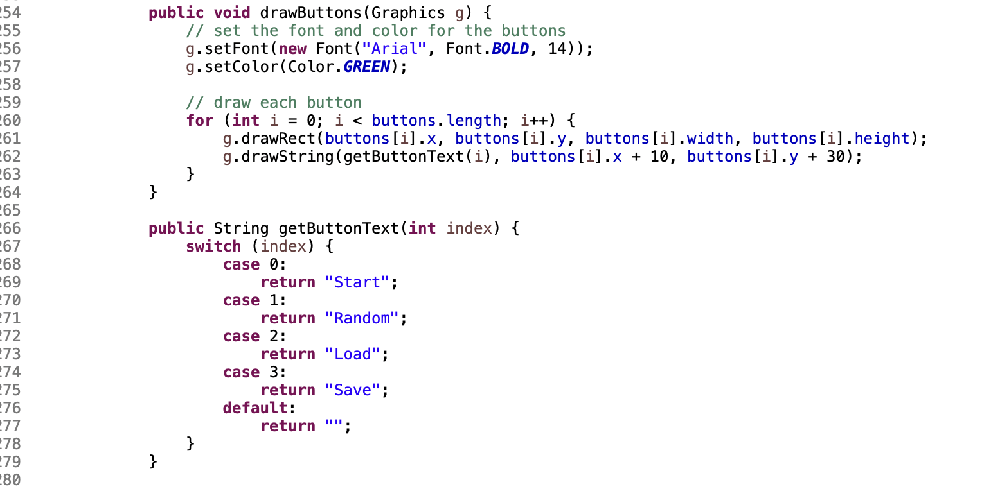 254 public void drawButtons(Graphics g) {
255 // set the font and color for the buttons
256 g.setFont(new Font("Arial", Font.BOLD, 14));
257 g.setColor(Color.GREEN);
258
259 // draw each button
260 for (int i = 0; i < buttons.length; i++) {
261 g.drawRect(buttons[i].x, buttons[i].y, buttons[i].width, buttons[i].height);
262 g.drawString(getButtonText(i), buttons[i].x + 10, buttons[i].y + 30);
263 }
264 }
265
266 public String getButtonText(int index) {
267 switch (index) {
268 case 0:
269 return "Start";
270 case 1:
271 return "Random";
272 case 2:
273 return "Load";
274 case 3:
275 return "Save";
276 default:
277 return "";
278 }
279 }
280